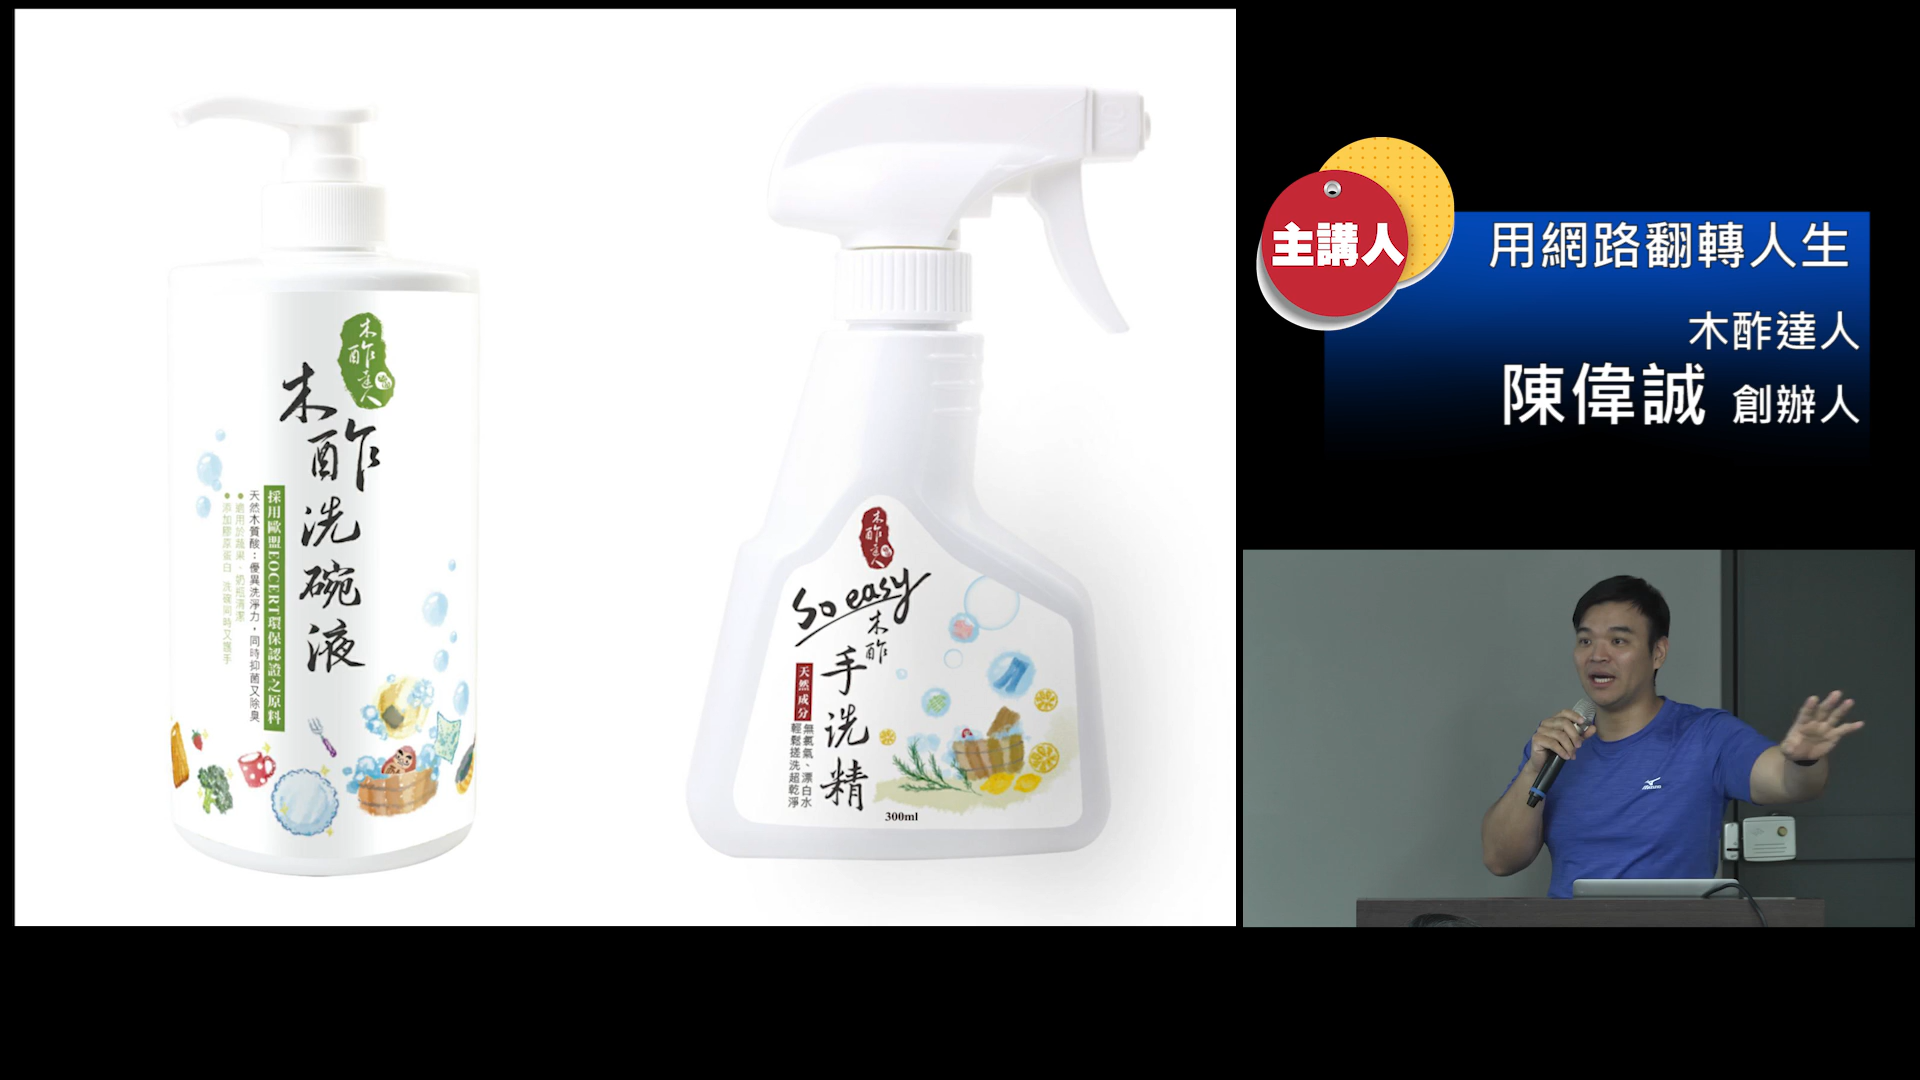 木酢達人
木酢洗碗液
採用歐盟EOCERT環保認證之原料
天然木質酸：優異洗淨力，同時抑菌又除臭
●適用於蔬果、奶瓶清潔
●添加膠原蛋白 洗碗同時又護手
木酢達人
So easy
木酢
手洗精
天然成分
無氯氣、漂白水
輕鬆搓洗超乾淨
300ml
主講人
用網路翻轉人生
木酢達人
陳偉誠 創辦人